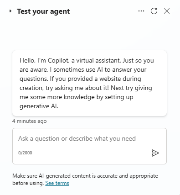 Test your agent
Hello, I'm Copilot, a virtual assistant. Just so you
are aware, I sometimes use AI to answer your
questions. If you provided a website during
creation, try asking me about it! Next try giving
me some more knowledge by setting up
generative AI.
4 minutes ago
Ask a question or describe what you need
0/2000
Make sure AI-generated content is accurate and appropriate
before using. See terms